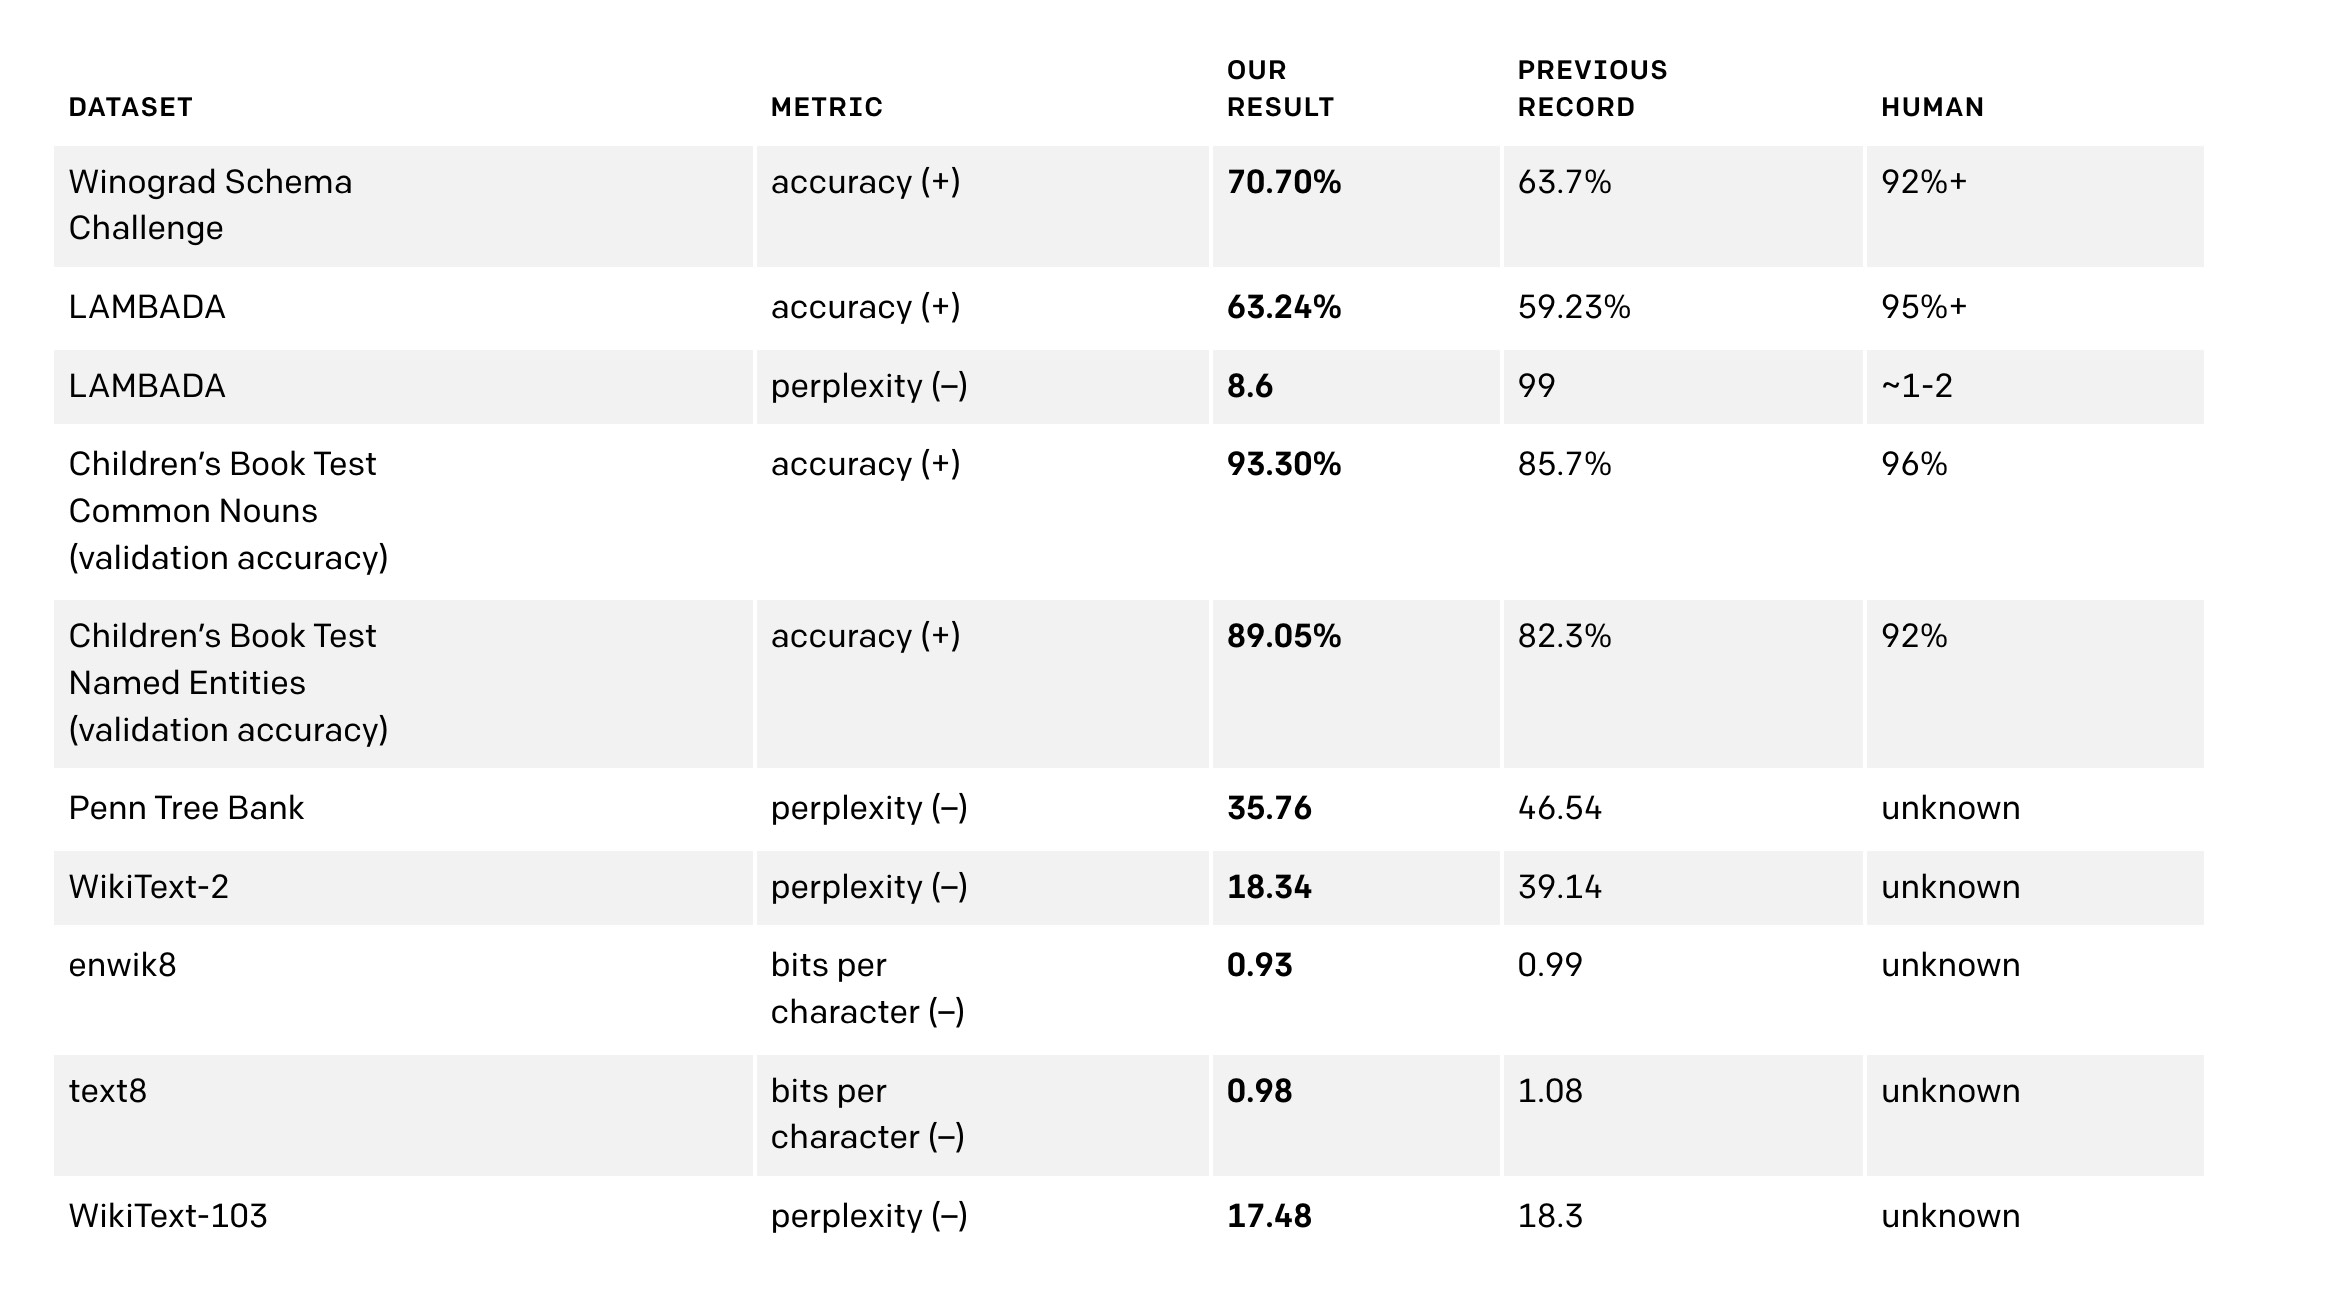 DATASET METRIC OUR RESULT PREVIOUS RECORD HUMAN
Winograd Schema Challenge accuracy (+) 70.70% 63.7% 92%+
LAMBADA accuracy (+) 63.24% 59.23% 95%+
LAMBADA perplexity (–) 8.6 99 ~1-2
Children’s Book Test Common Nouns (validation accuracy) accuracy (+) 93.30% 85.7% 96%
Children’s Book Test Named Entities (validation accuracy) accuracy (+) 89.05% 82.3% 92%
Penn Tree Bank perplexity (–) 35.76 46.54 unknown
WikiText-2 perplexity (–) 18.34 39.14 unknown
enwik8 bits per character (–) 0.93 0.99 unknown
text8 bits per character (–) 0.98 1.08 unknown
WikiText-103 perplexity (–) 17.48 18.3 unknown